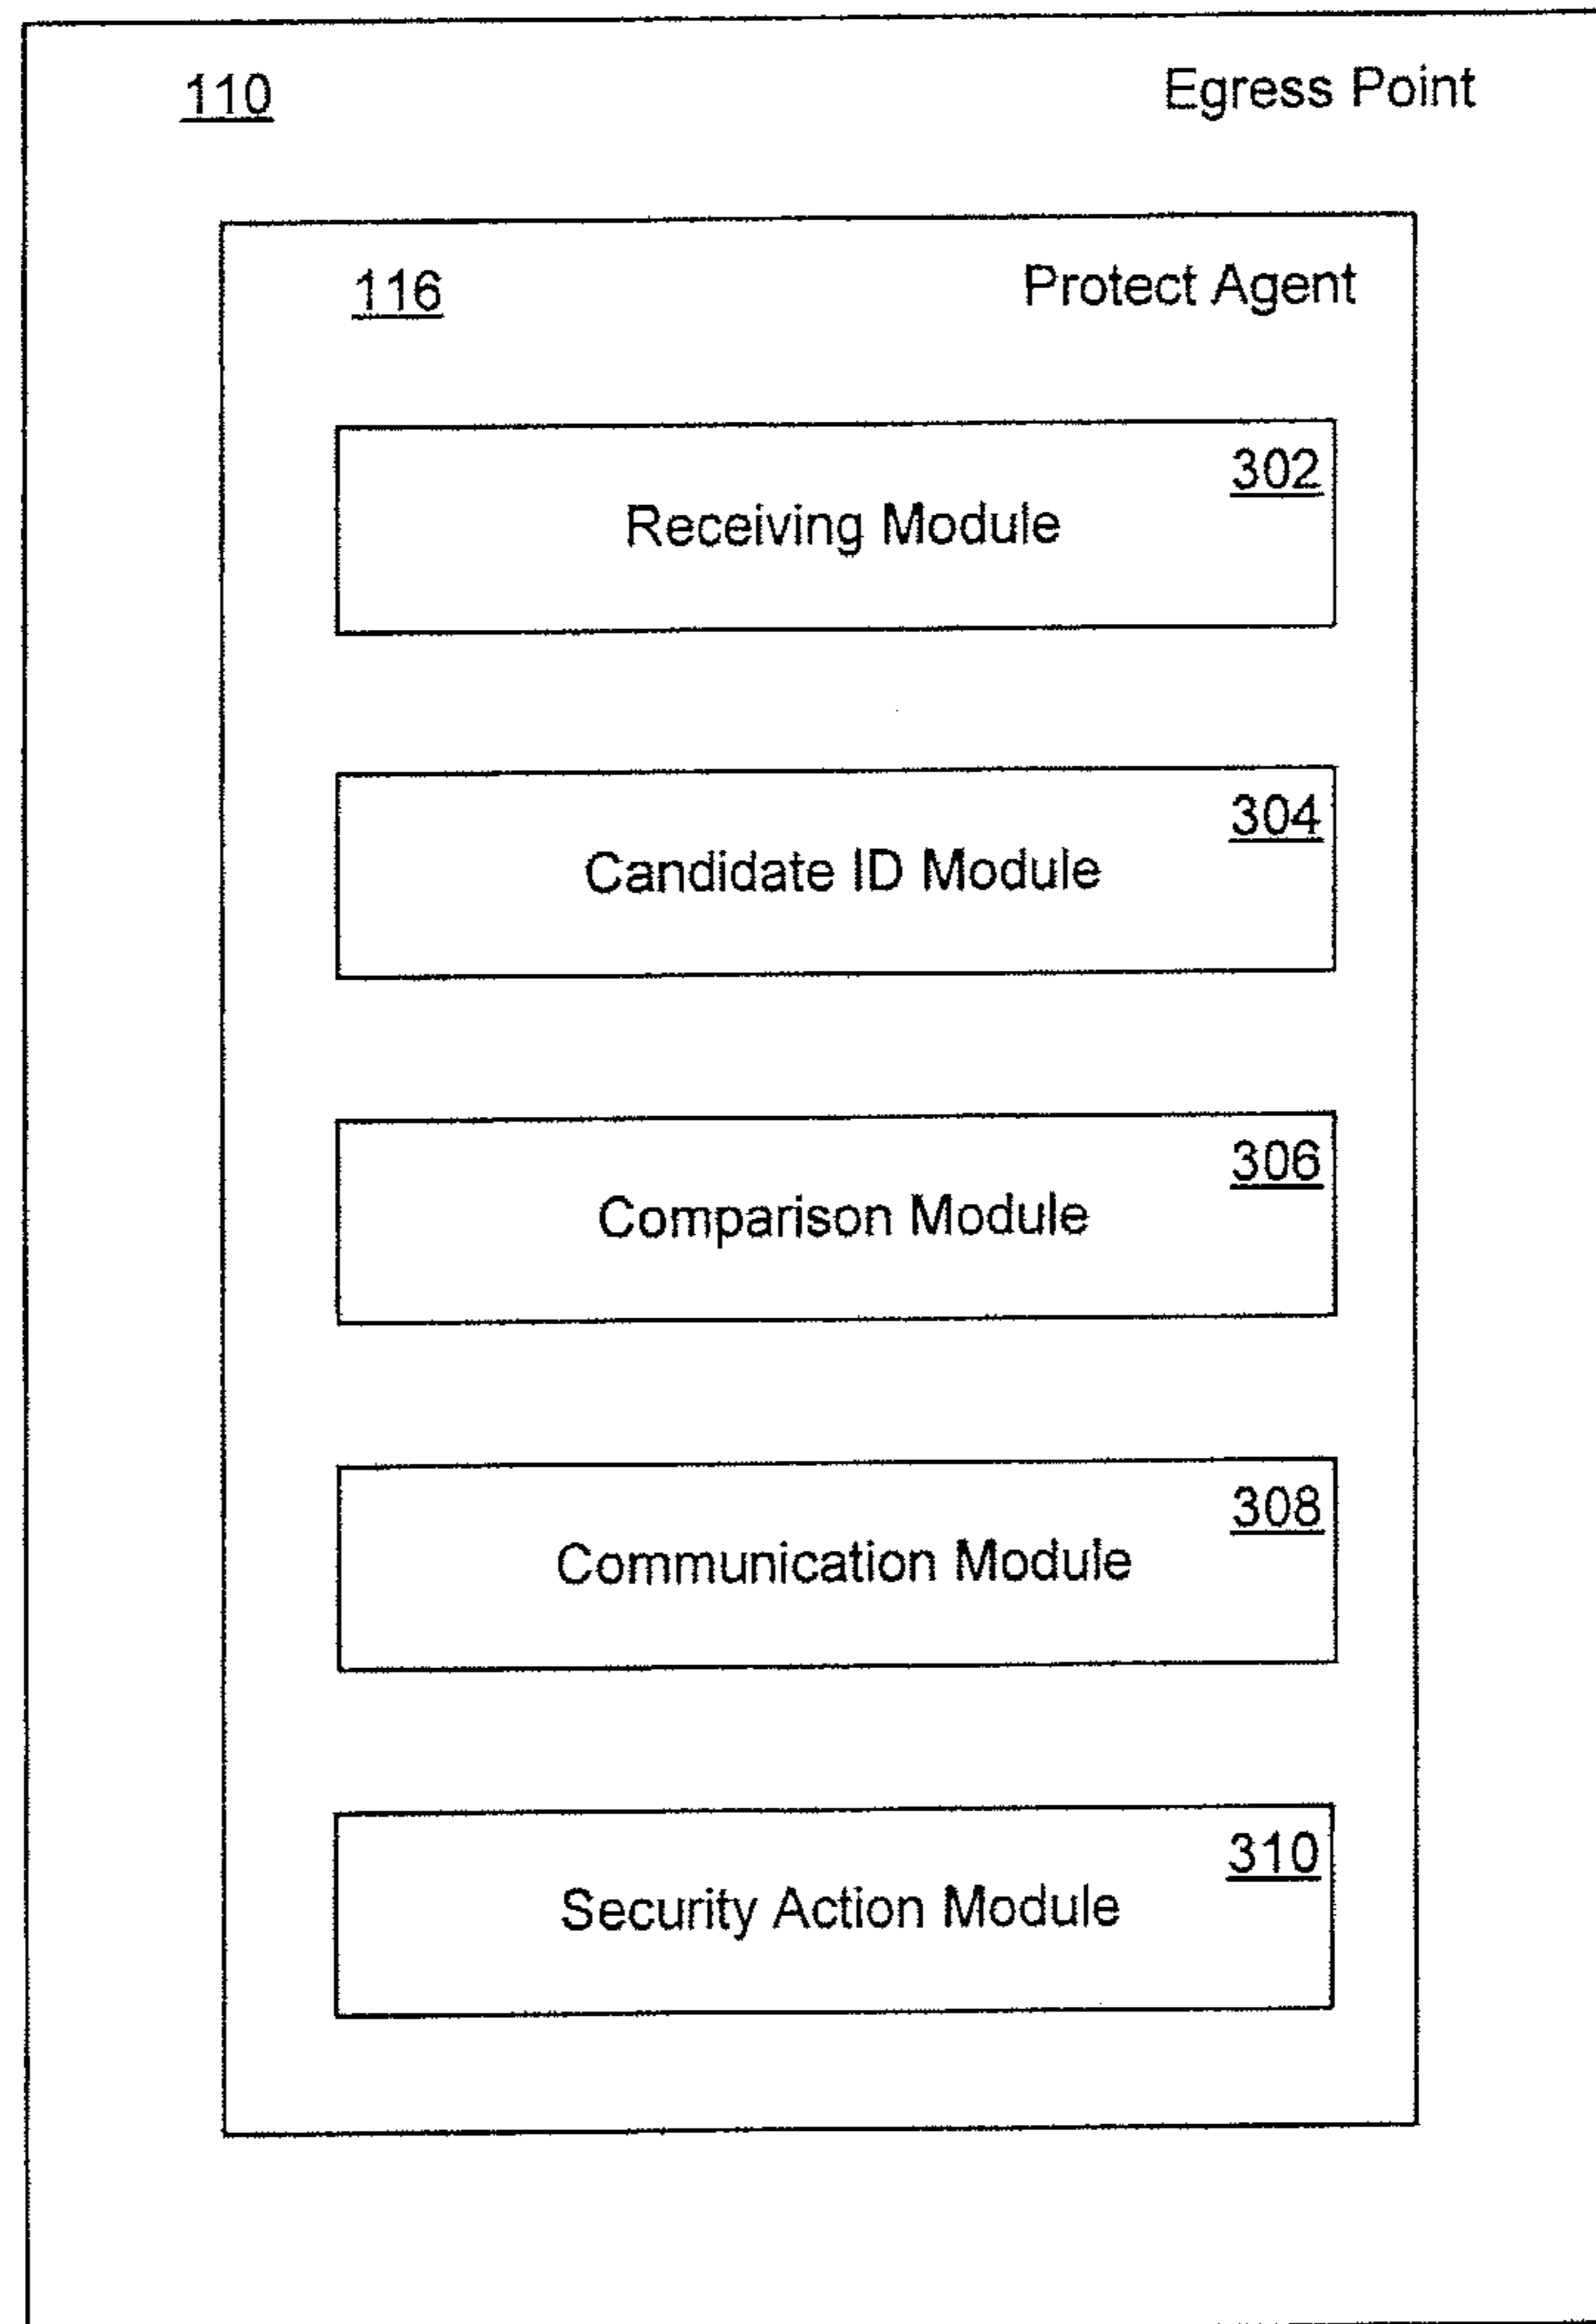 110 Egress Point
116 Protect Agent
302
Receiving Module
304
Candidate ID Module
306
Comparison Module
308
Communication Module
310
Security Action Module